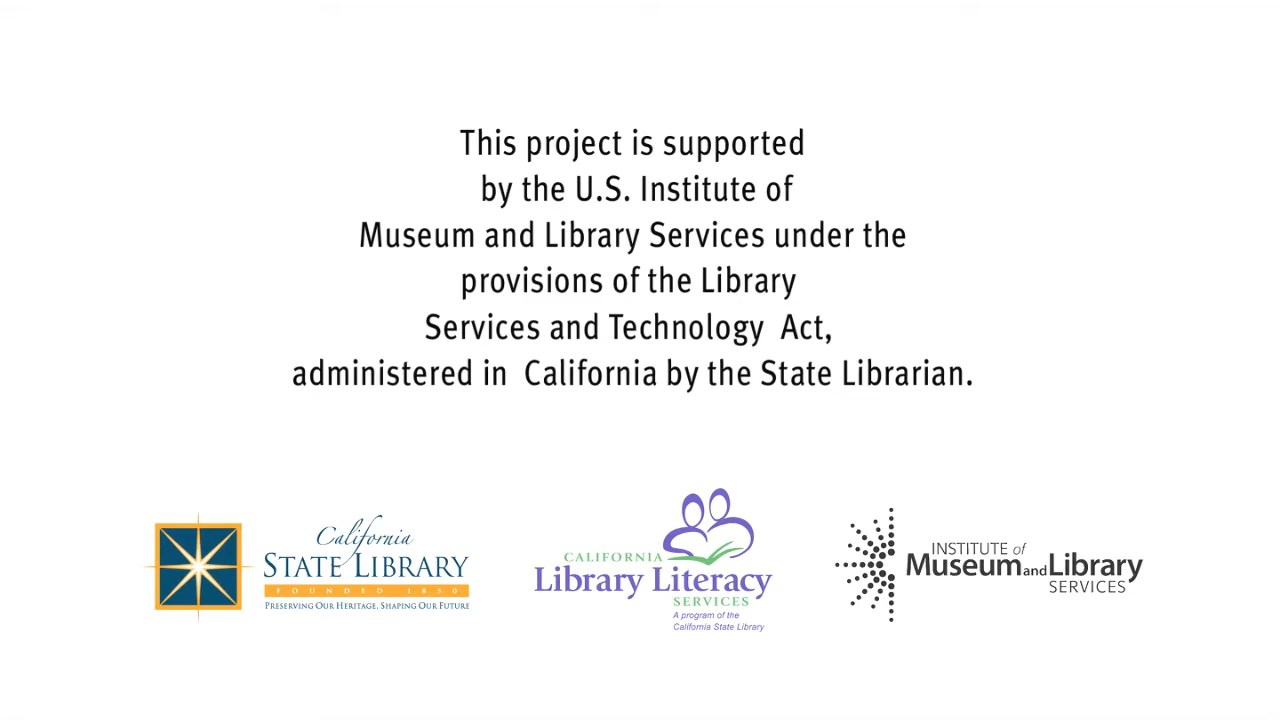 This project is supported
by the U.S. Institute of
Museum and Library Services under the
provisions of the Library
Services and Technology Act,
administered in California by the State Librarian.
California
STATE LIBRARY
FOUNDED 1850
PRESERVING OUR HERITAGE, SHAPING OUR FUTURE
CALIFORNIA
Library Literacy
SERVICES
A program of the
California State Library
INSTITUTE of
Museum and Library
SERVICES